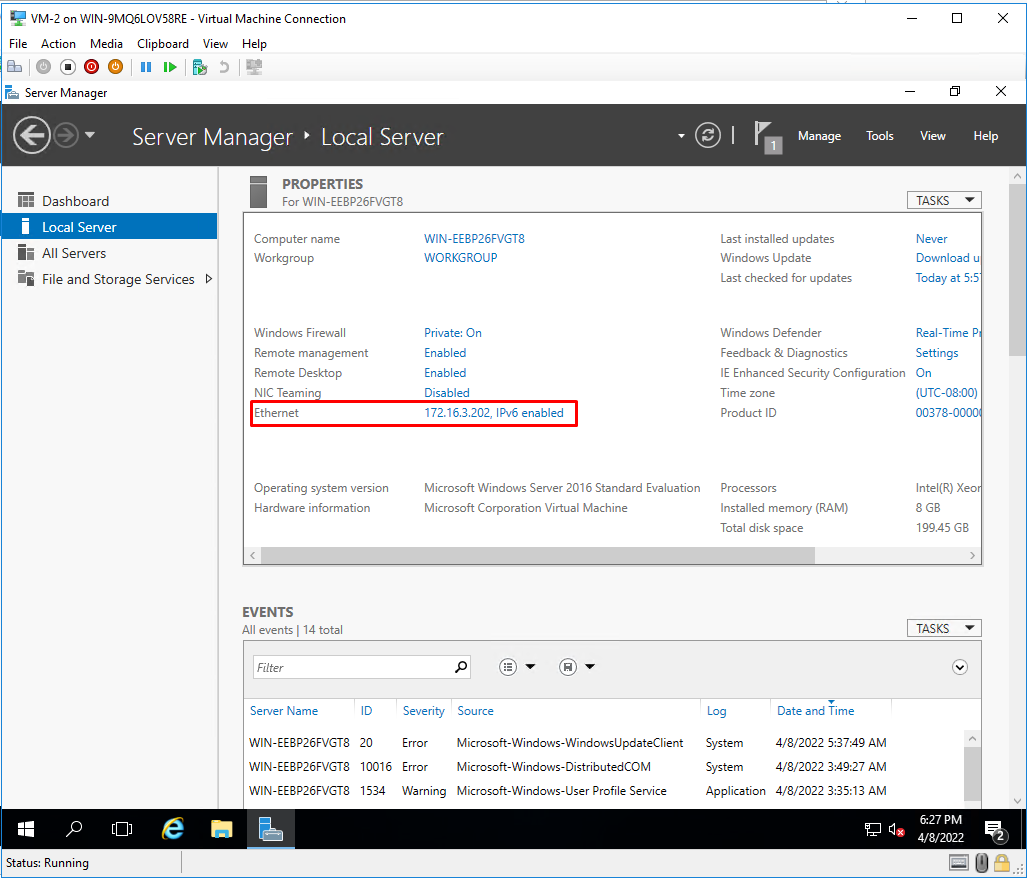 VM-2 on WIN-9MQ6LOV58RE - Virtual Machine Connection
File Action Media Clipboard View Help
Server Manager
Server Manager • Local Server
1 Manage Tools View Help
Dashboard
Local Server
All Servers
File and Storage Services
PROPERTIES
For WIN-EEBP26FVGT8
TASKS
Computer name WIN-EEBP26FVGT8 Last installed updates Never
Workgroup WORKGROUP Windows Update Download u
Last checked for updates Today at 5:57
Windows Firewall Private: On Windows Defender Real-Time Pr
Remote management Enabled Feedback & Diagnostics Settings
Remote Desktop Enabled IE Enhanced Security Configuration On
NIC Teaming Disabled Time zone (UTC-08:00)
Ethernet 172.16.3.202, IPv6 enabled Product ID 00378-00000
Operating system version Microsoft Windows Server 2016 Standard Evaluation Processors Intel(R) Xeor
Hardware information Microsoft Corporation Virtual Machine Installed memory (RAM) 8 GB
Total disk space 199.45 GB
EVENTS
All events | 14 total
TASKS
Filter
Server Name ID Severity Source Log Date and Time
WIN-EEBP26FVGT8 20 Error Microsoft-Windows-WindowsUpdateClient System 4/8/2022 5:37:49 AM
WIN-EEBP26FVGT8 10016 Error Microsoft-Windows-DistributedCOM System 4/8/2022 3:49:27 AM
WIN-EEBP26FVGT8 1534 Warning Microsoft-Windows-User Profile Service Application 4/8/2022 3:35:13 AM
6:27 PM
4/8/2022
2
Status: Running